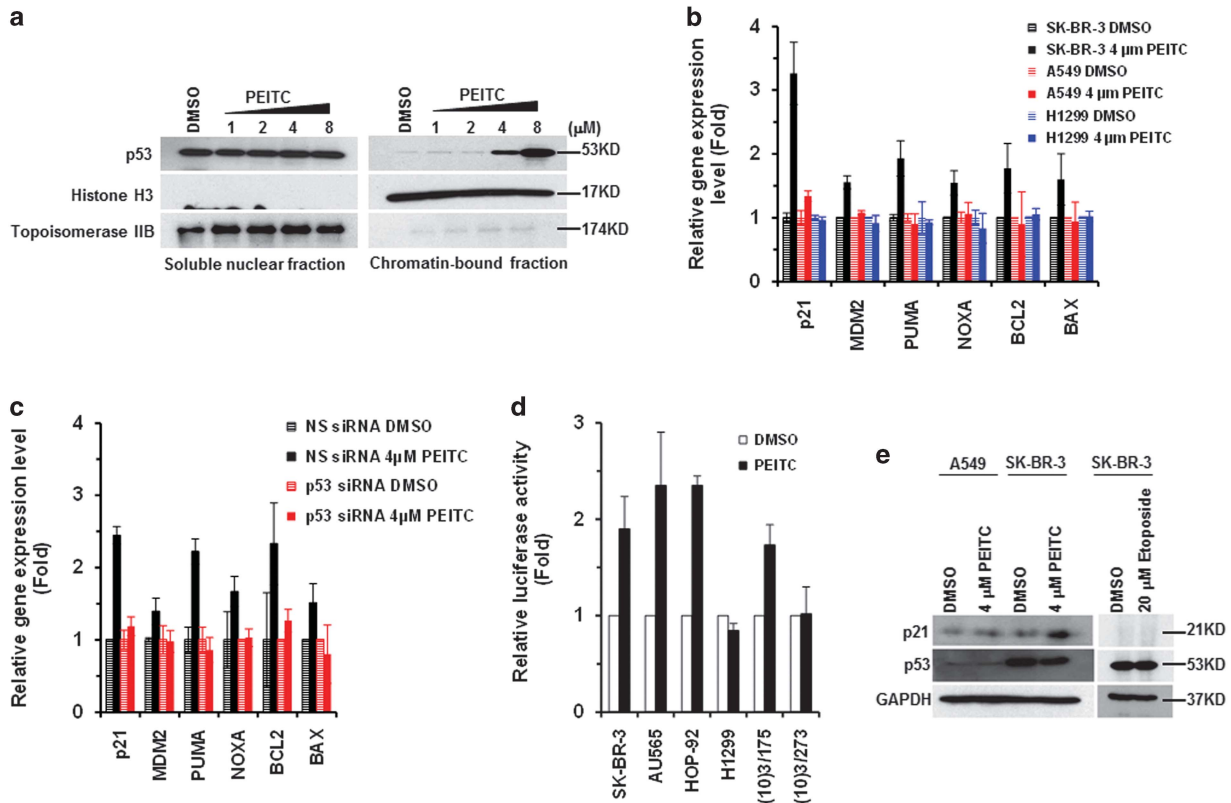 a
PEITC
PEITC
DMSO
1
2
4
8
DMSO
1
2
4
8
(μM)
p53
53KD
Histone H3
17KD
Topoisomerase IIB
174KD
Soluble nuclear fraction
Chromatin-bound fraction
b
Relative gene expression
level (Fold)
4
3
2
1
0
SK-BR-3 DMSO
SK-BR-3 4 μm PEITC
A549 DMSO
A549 4 μm PEITC
H1299 DMSO
H1299 4 μm PEITC
p21
MDM2
PUMA
NOXA
BCL2
BAX
c
Relative gene expression level
(Fold)
4
3
2
1
0
NS siRNA DMSO
NS siRNA 4μM PEITC
p53 siRNA DMSO
p53 siRNA 4μM PEITC
p21
MDM2
PUMA
NOXA
BCL2
BAX
d
Relative luciferase activity
(Fold)
3
2
1
0
DMSO
PEITC
SK-BR-3
AU565
HOP-92
H1299
(10)3/175
(10)3/273
e
A549
SK-BR-3
SK-BR-3
DMSO
4 μM PEITC
DMSO
4 μM PEITC
DMSO
20 μM Etoposide
p21
21KD
p53
53KD
GAPDH
37KD